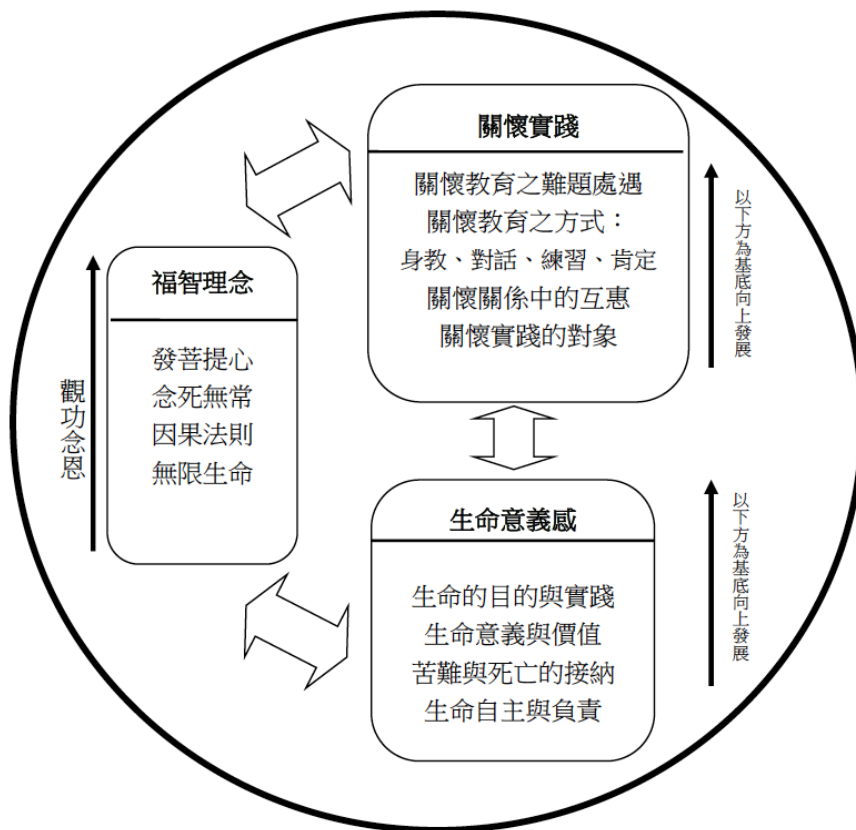 關懷實踐
關懷教育之難題處遇
關懷教育之方式：
身教、對話、練習、肯定
關懷關係中的互惠
關懷實踐的對象
以下方為基底向上發展
福智理念
發菩提心
念死無常
因果法則
無限生命
觀功念恩
生命意義感
生命的目的與實踐
生命意義與價值
苦難與死亡的接納
生命自主與負責
以下方為基底向上發展